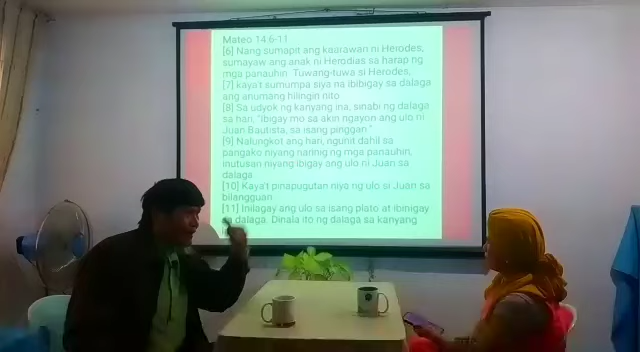 Mateo 14:6-11
[6] Nang sumapit ang kaarawan ni Herodes,
sumayaw ang anak ni Herodias sa harap ng
mga panauhin. Tuwang-tuwa si Herodes,
[7] kaya't sumumpa siya na ibibigay sa dalaga
ang anumang hilingin nito.
[8] Sa udyok ng kanyang ina, sinabi ng dalaga
sa hari, "Ibigay mo sa akin ngayon ang ulo ni
Juan Bautista, sa isang pinggan."
[9] Nalungkot ang hari, ngunit dahil sa
pangako niyang narinig ng mga panauhin,
inutusan niyang ibigay ang ulo ni Juan sa
dalaga.
[10] Kaya't pinapugutan niya ng ulo si Juan sa
bilangguan
[11] Inilagay ang ulo sa isang plato at ibinigay
dalaga. Dinala ito ng dalaga sa kanyang